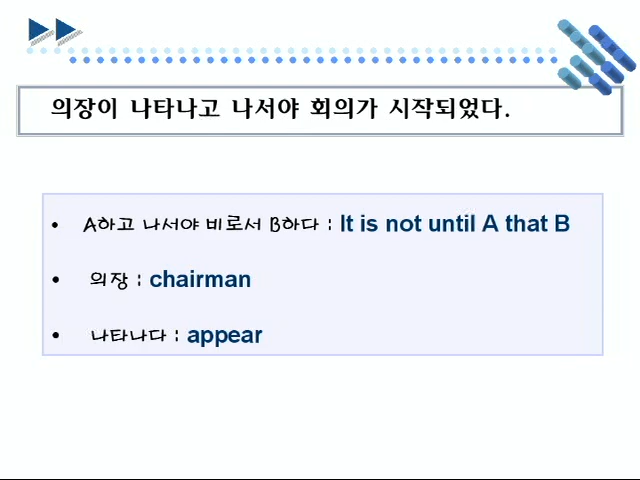 의장이 나타나고 나서야 회의가 시작되었다.
• A하고 나서야 비로서 B하다 : It is not until A that B
• 의장 : chairman
• 나타나다 : appear